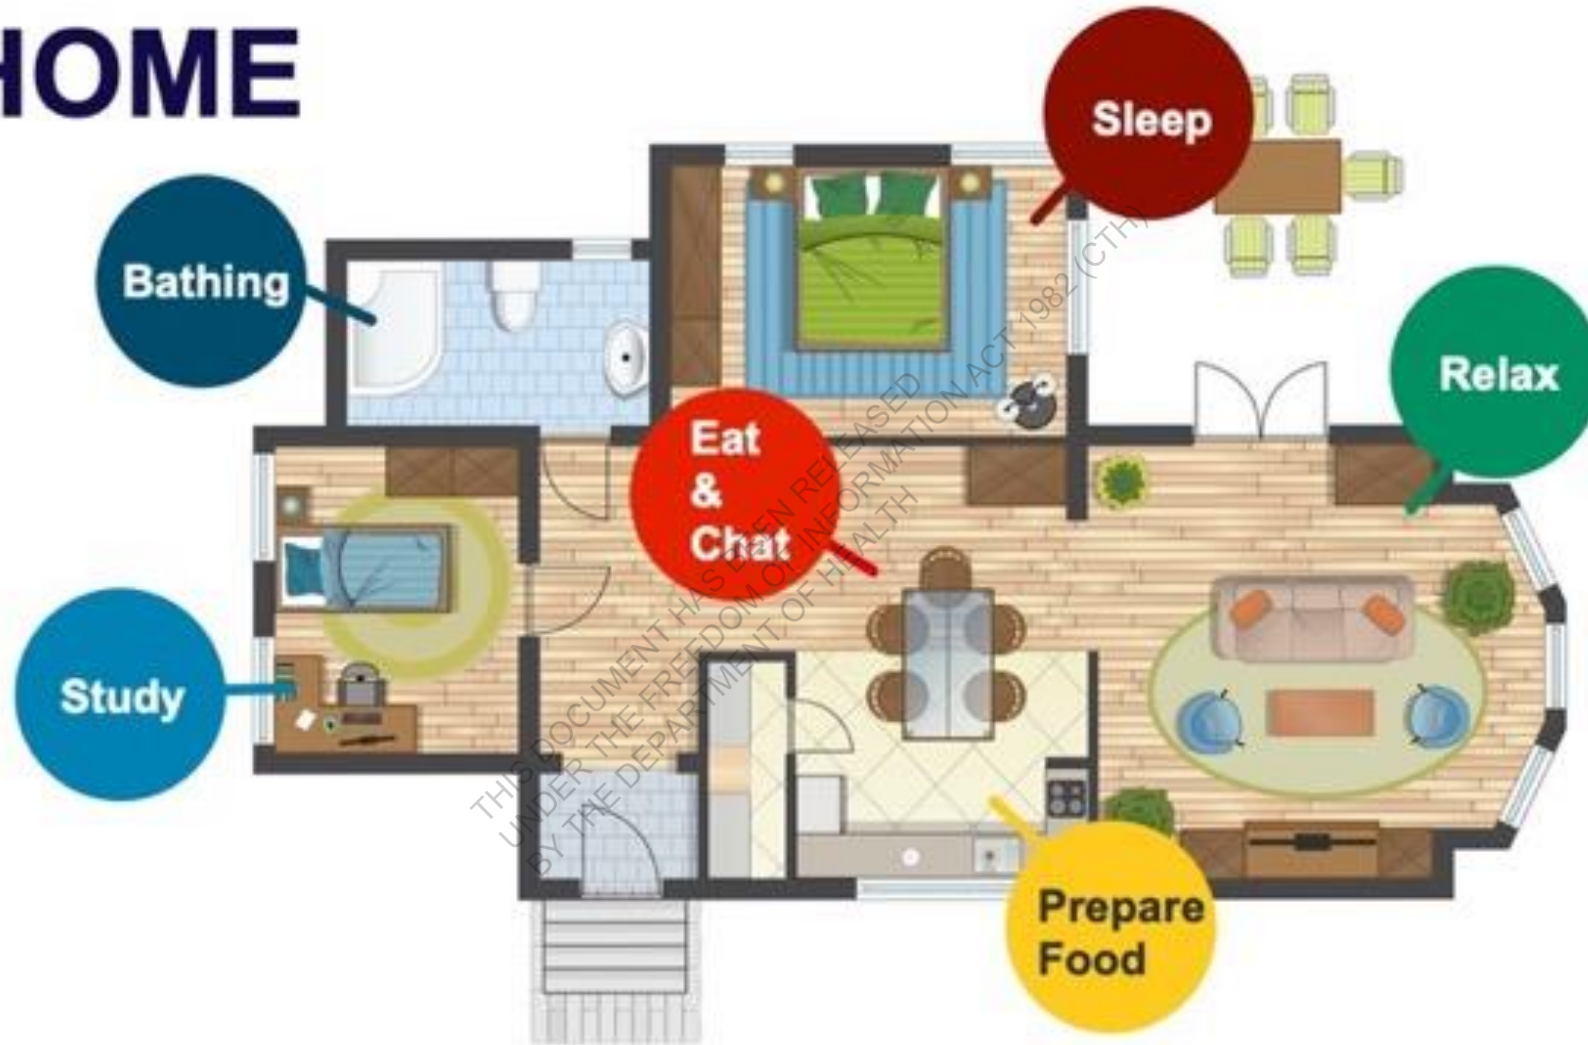 HOME
Sleep
Bathing
Relax
Eat
&
Chat
Study
Prepare
Food
THIS DOCUMENT HAS BEEN RELEASED
UNDER THE FREEDOM OF INFORMATION ACT 1982 (CTH)
BY THE DEPARTMENT OF HEALTH